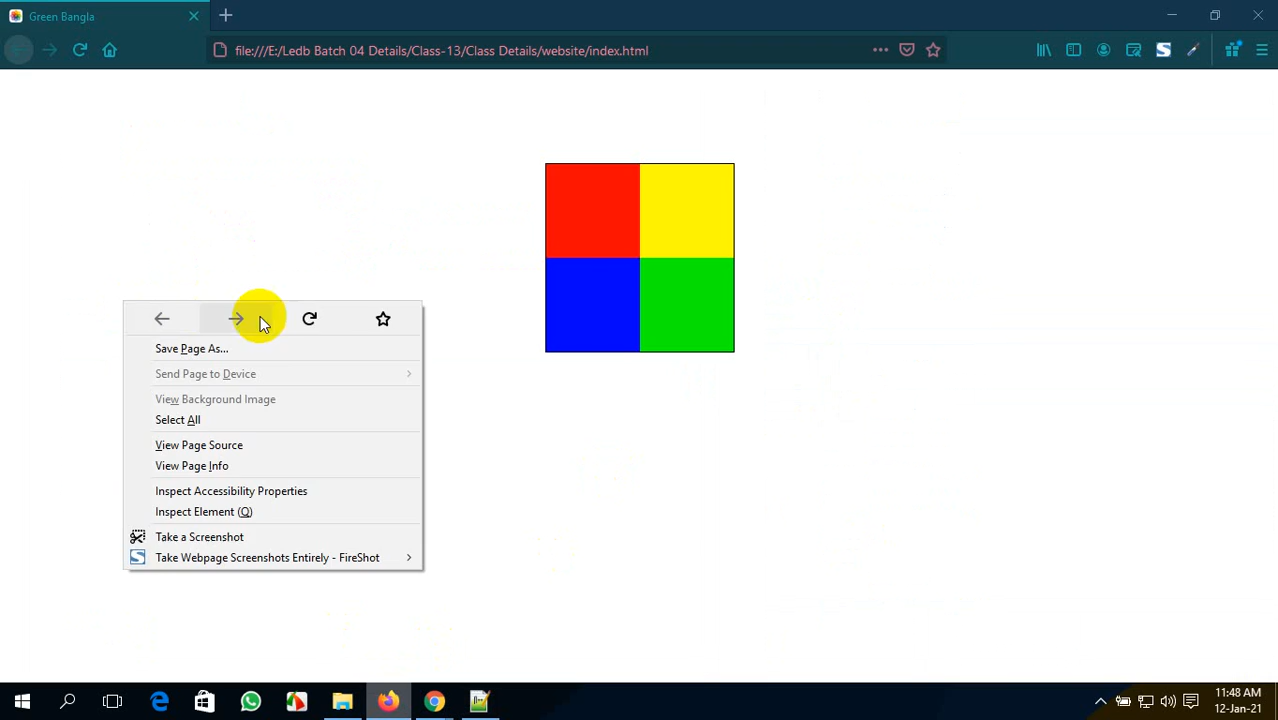 Green Bangla
file:///E:/Ledb Batch 04 Details/Class-13/Class Details/website/index.html
Save Page As...
Send Page to Device
View Background Image
Select All
View Page Source
View Page Info
Inspect Accessibility Properties
Inspect Element (Q)
Take a Screenshot
Take Webpage Screenshots Entirely - FireShot
11:48 AM
12-Jan-21